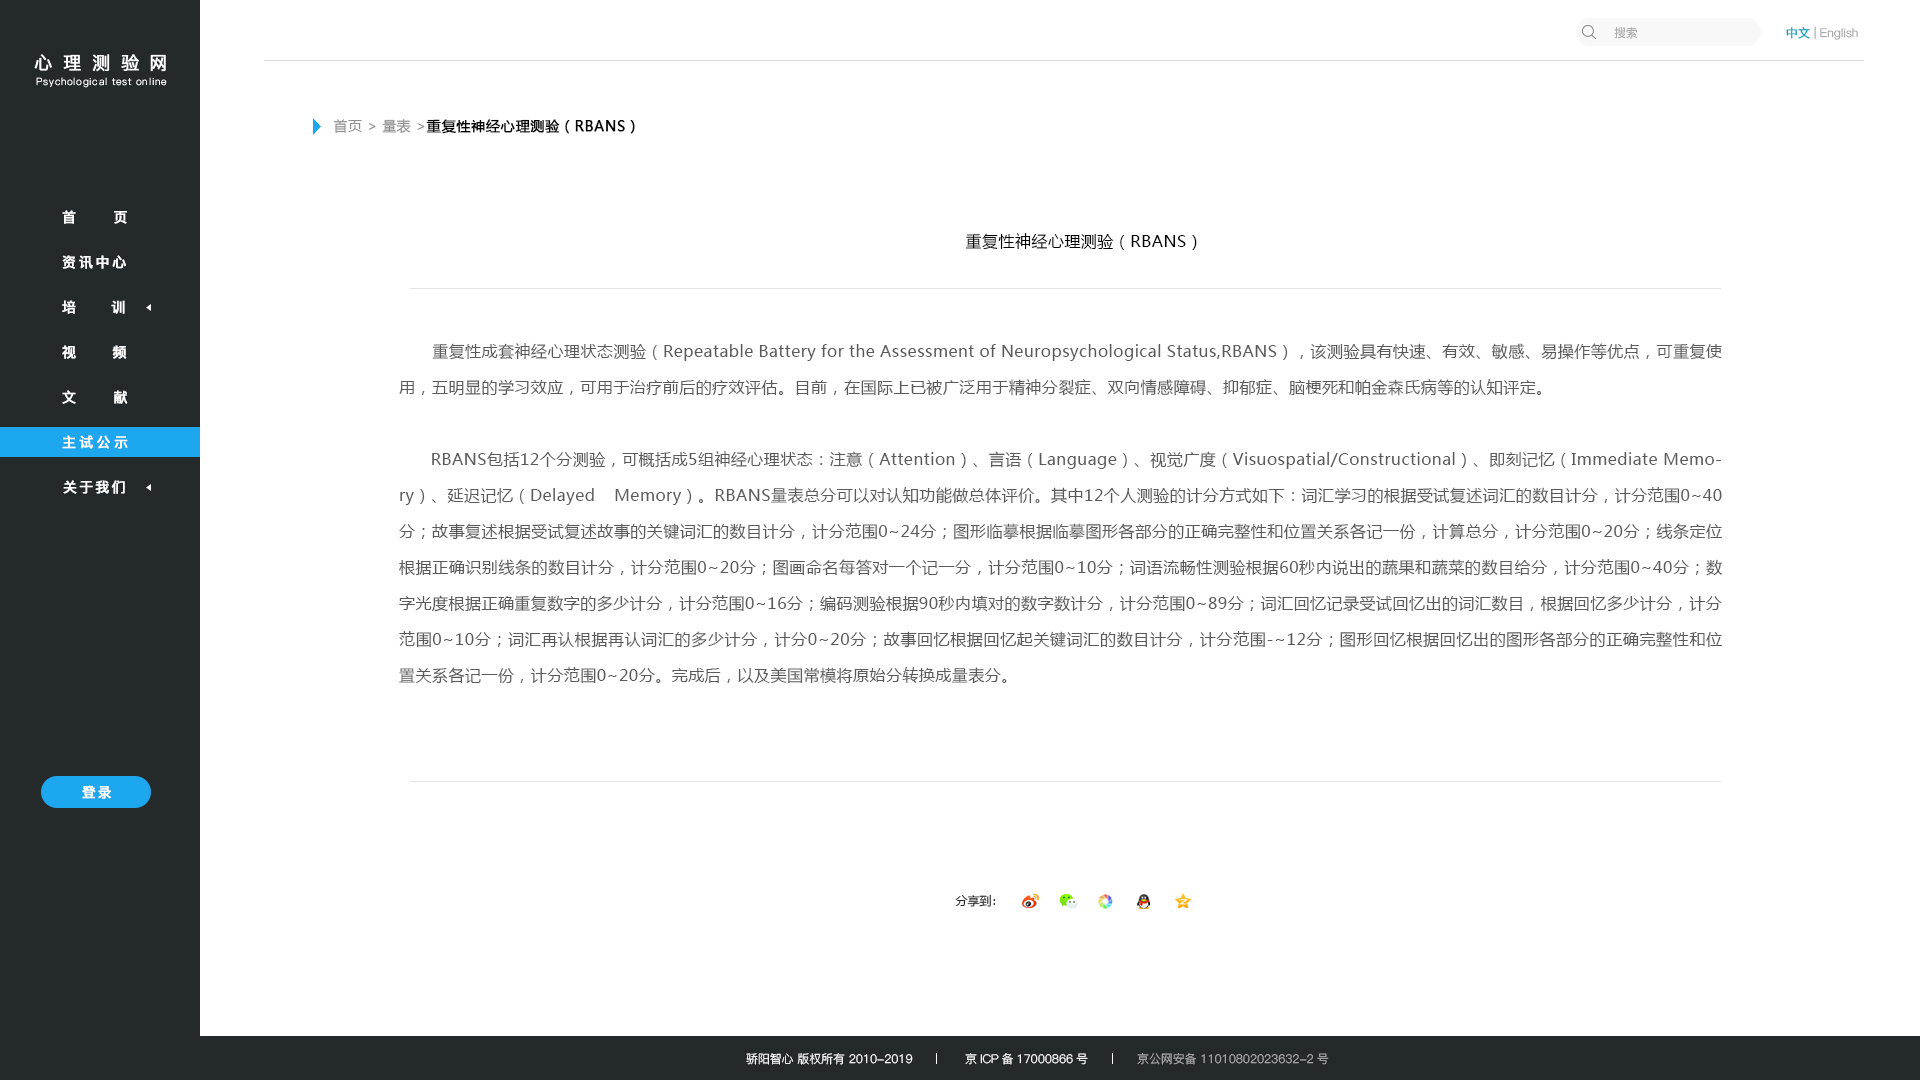 心理测验网
Psychological test online
搜索
中文 | English
首页 > 量表 >重复性神经心理测验（RBANS）
首 页
资讯中心
培 训
视 频
文 献
主试公示
关于我们
登录
重复性神经心理测验（RBANS）
重复性成套神经心理状态测验（Repeatable Battery for the Assessment of Neuropsychological Status,RBANS），该测验具有快速、有效、敏感、易操作等优点，可重复使
用，五明显的学习效应，可用于治疗前后的疗效评估。目前，在国际上已被广泛用于精神分裂症、双向情感障碍、抑郁症、脑梗死和帕金森氏病等的认知评定。
RBANS包括12个分测验，可概括成5组神经心理状态：注意（Attention）、言语（Language）、视觉广度（Visuospatial/Constructional）、即刻记忆（Immediate Memo-
ry）、延迟记忆（Delayed Memory）。RBANS量表总分可以对认知功能做总体评价。其中12个人测验的计分方式如下：词汇学习的根据受试复述词汇的数目计分，计分范围0~40
分；故事复述根据受试复述故事的关键词汇的数目计分，计分范围0~24分；图形临摹根据临摹图形各部分的正确完整性和位置关系各记一份，计算总分，计分范围0~20分；线条定位
根据正确识别线条的数目计分，计分范围0~20分；图画命名每答对一个记一分，计分范围0~10分；词语流畅性测验根据60秒内说出的蔬果和蔬菜的数目给分，计分范围0~40分；数
字光度根据正确重复数字的多少计分，计分范围0~16分；编码测验根据90秒内填对的数字数计分，计分范围0~89分；词汇回忆记录受试回忆出的词汇数目，根据回忆多少计分，计分
范围0~10分；词汇再认根据再认词汇的多少计分，计分0~20分；故事回忆根据回忆起关键词汇的数目计分，计分范围-~12分；图形回忆根据回忆出的图形各部分的正确完整性和位
置关系各记一份，计分范围0~20分。完成后，以及美国常模将原始分转换成量表分。
分享到：
骄阳智心 版权所有 2010-2019 | 京 ICP 备 17000866 号 | 京公网安备 11010802023632-2 号